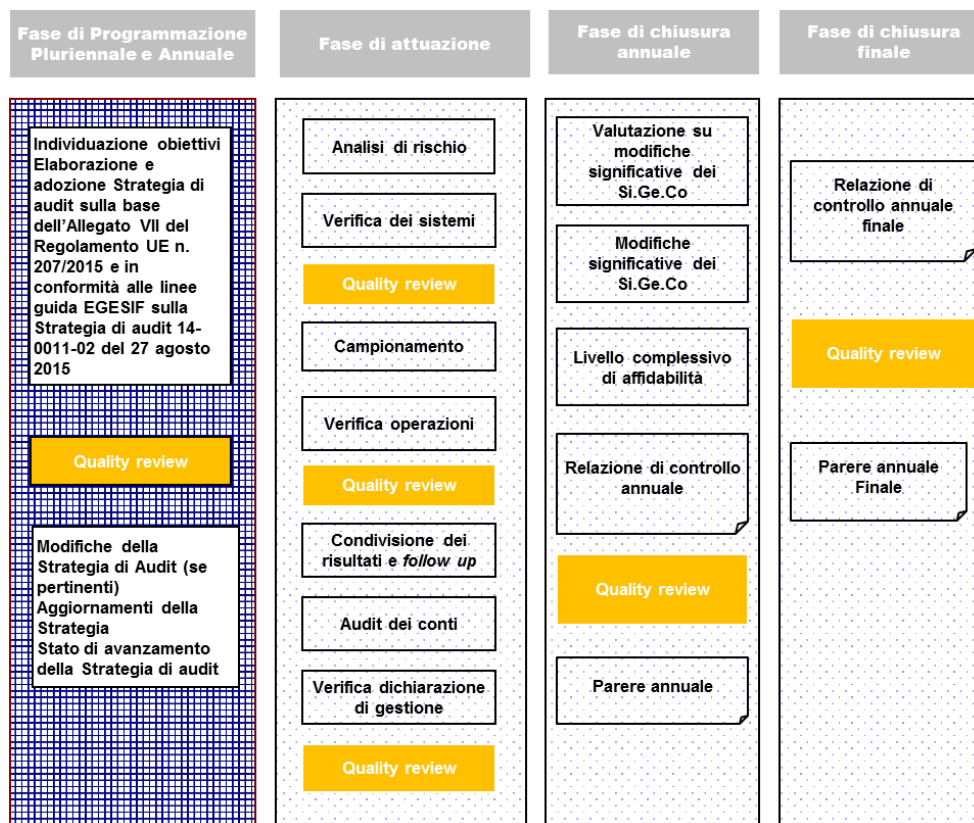 Fase di Programmazione
Pluriennale e Annuale
Individuazione obiettivi
Elaborazione e
adozione Strategia di
audit sulla base
dell'Allegato VII del
Regolamento UE n.
207/2015 e in
conformità alle linee
guida EGESIF sulla
Strategia di audit 14-
0011-02 del 27 agosto
2015
Quality review
Modifiche della
Strategia di Audit (se
pertinenti)
Aggiornamenti della
Strategia
Stato di avanzamento
della Strategia di audit
Fase di attuazione
Analisi di rischio
Verifica dei sistemi
Quality review
Campionamento
Verifica operazioni
Quality review
Condivisione dei
risultati e follow up
Audit dei conti
Verifica dichiarazione
di gestione
Quality review
Fase di chiusura
annuale
Valutazione su
modifiche
significative dei
Si.Ge.Co
Modifiche
significative dei
Si.Ge.Co
Livello complessivo
di affidabilità
Relazione di controllo
annuale
Quality review
Parere annuale
Fase di chiusura
finale
Relazione di
controllo annuale
finale
Quality review
Parere annuale
Finale